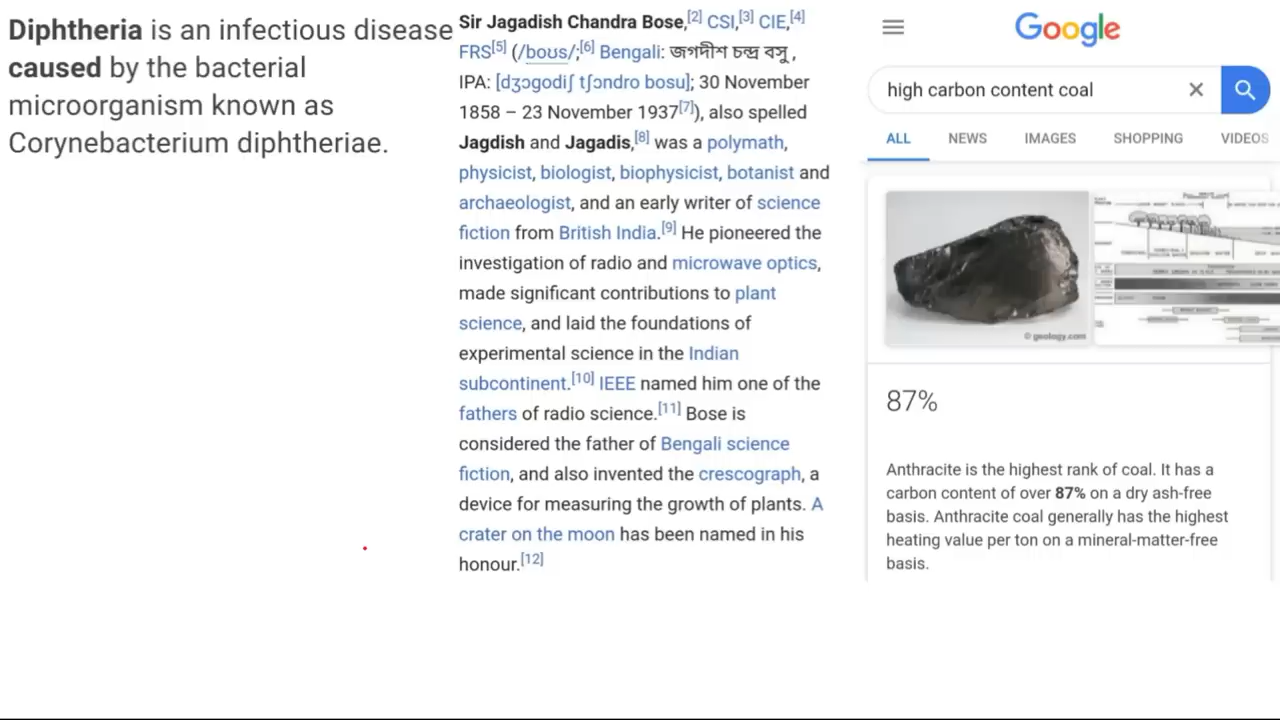 Diphtheria is an infectious disease
caused by the bacterial
microorganism known as
Corynebacterium diphtheriae.
Sir Jagadish Chandra Bose,[2] CSI,[3] CIE,[4]
FRS[5] (/boʊs/;[6] Bengali: জগদীশ চন্দ্র বসু,
IPA: [dʒɔgodiʃ tʃɔndro bosu]; 30 November
1858 – 23 November 1937[7]), also spelled
Jagdish and Jagadis,[8] was a polymath,
physicist, biologist, biophysicist, botanist and
archaeologist, and an early writer of science
fiction from British India.[9] He pioneered the
investigation of radio and microwave optics,
made significant contributions to plant
science, and laid the foundations of
experimental science in the Indian
subcontinent.[10] IEEE named him one of the
fathers of radio science.[11] Bose is
considered the father of Bengali science
fiction, and also invented the crescograph, a
device for measuring the growth of plants. A
crater on the moon has been named in his
honour.[12]
Google
high carbon content coal
ALL NEWS IMAGES SHOPPING VIDEOS
© geology.com
87%
Anthracite is the highest rank of coal. It has a
carbon content of over 87% on a dry ash-free
basis. Anthracite coal generally has the highest
heating value per ton on a mineral-matter-free
basis.